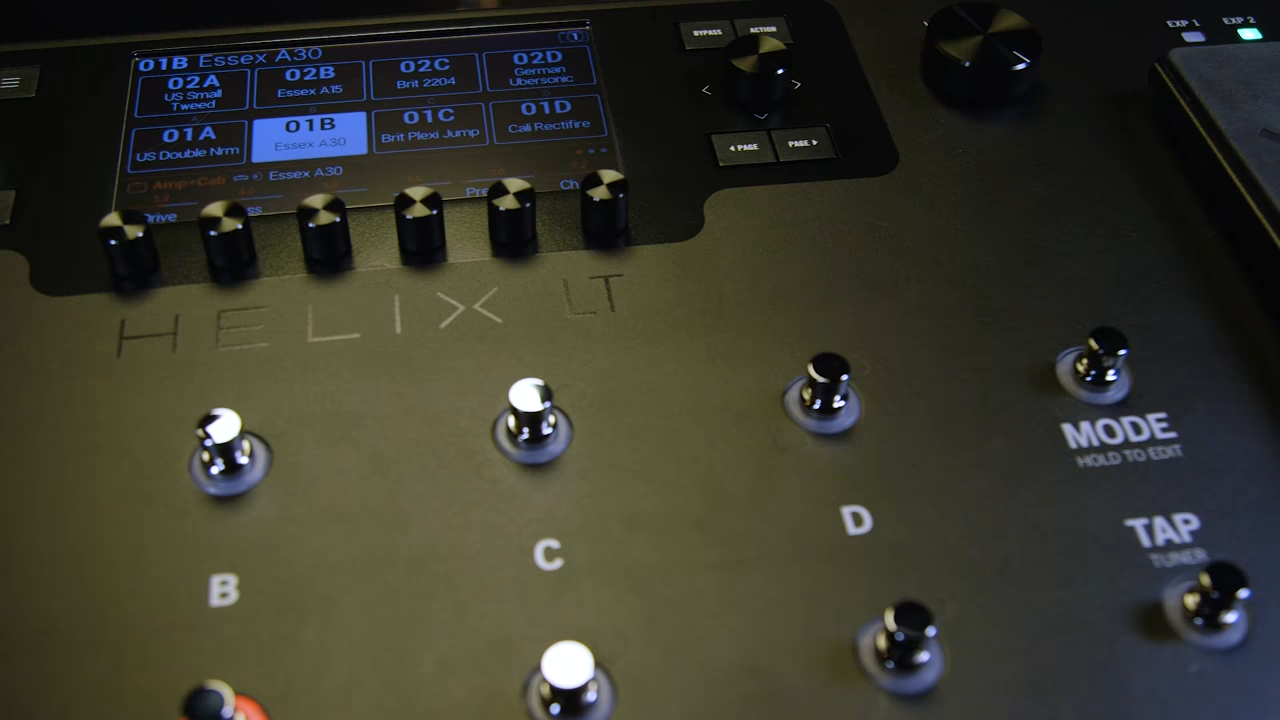 01B Essex A30
1
02A
US Small
Tweed
02B
Essex A15
02C
Brit 2204
02D
German
Ubersonic
01A
US Double Nrm
01B
Essex A30
01C
Brit Plexi Jump
01D
Cali Rectifire
Amp+Cab
Essex A30
Drive
BYPASS
ACTION
◀ PAGE
PAGE ▶
EXP 1
EXP 2
HELIX LT
MODE
HOLD TO EDIT
B
C
D
TAP
TUNER